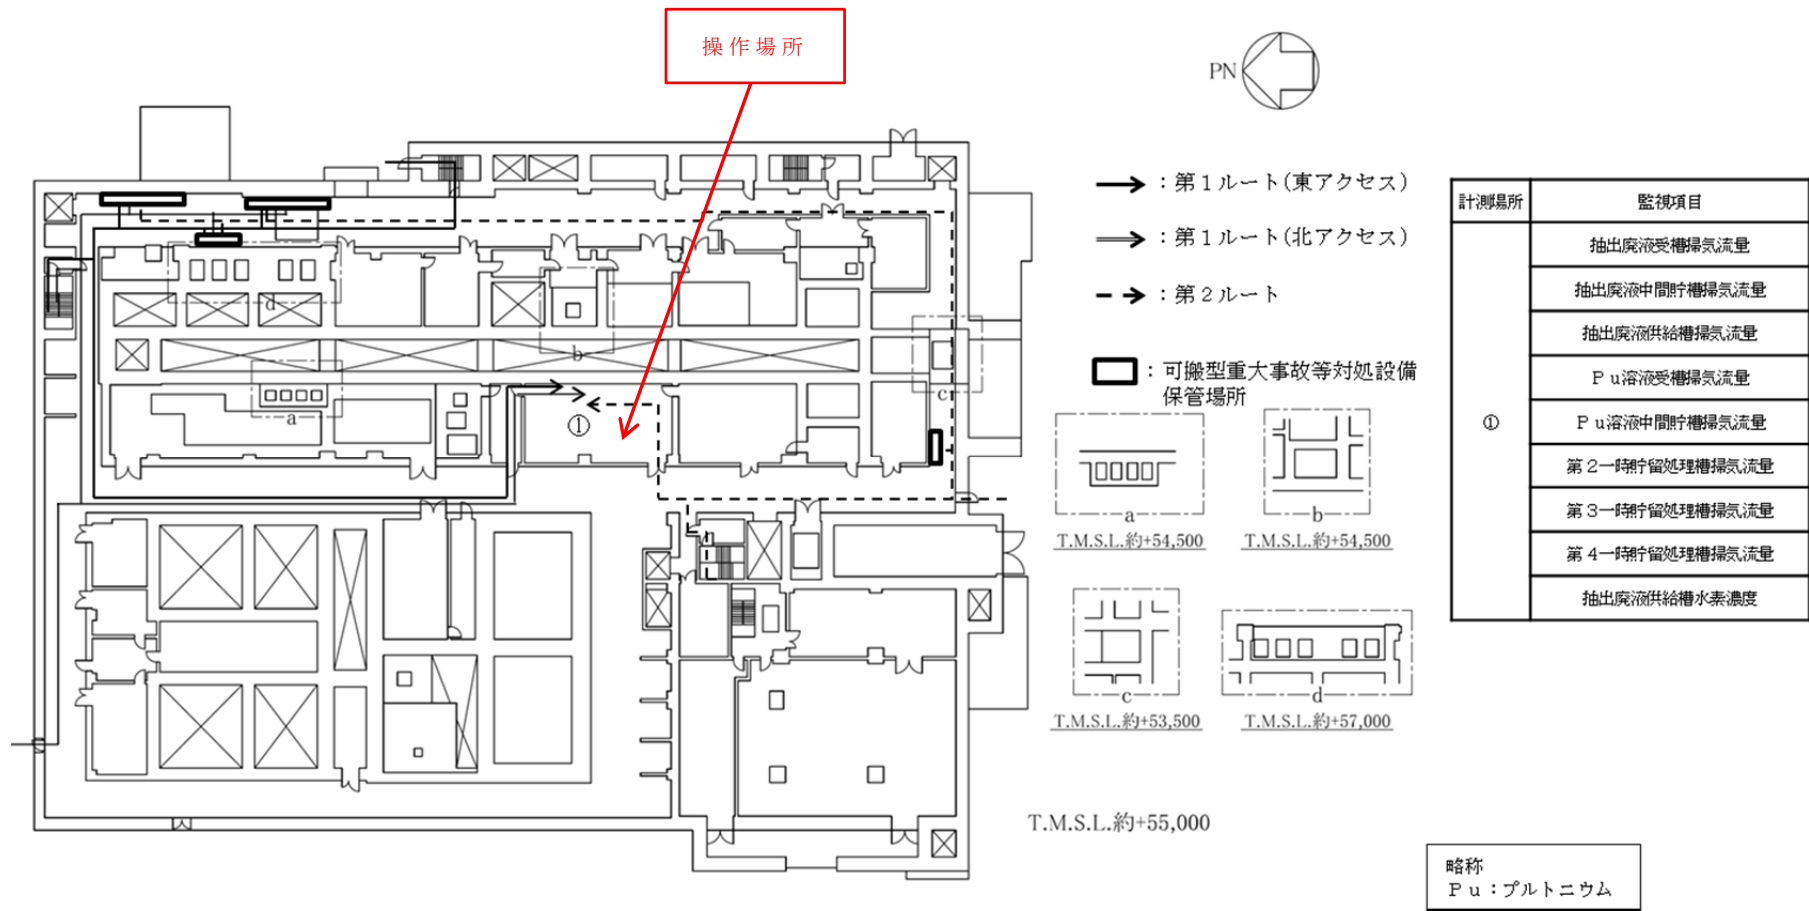 操作場所
PN
：第１ルート(東アクセス)
：第１ルート(北アクセス)
：第２ルート
：可搬型重大事故等対処設備
保管場所
計測場所 監視項目
①
抽出廃液受槽掃気流量
抽出廃液中間貯槽掃気流量
抽出廃液供給槽掃気流量
Ｐｕ溶液受槽掃気流量
Ｐｕ溶液中間貯槽掃気流量
第２一時貯留処理槽掃気流量
第３一時貯留処理槽掃気流量
第４一時貯留処理槽掃気流量
抽出廃液供給槽水素濃度
d
b
a
c
①
a
T.M.S.L.約+54,500
b
T.M.S.L.約+54,500
c
T.M.S.L.約+53,500
d
T.M.S.L.約+57,000
T.M.S.L.約+55,000
略称
Ｐｕ：プルトニウム